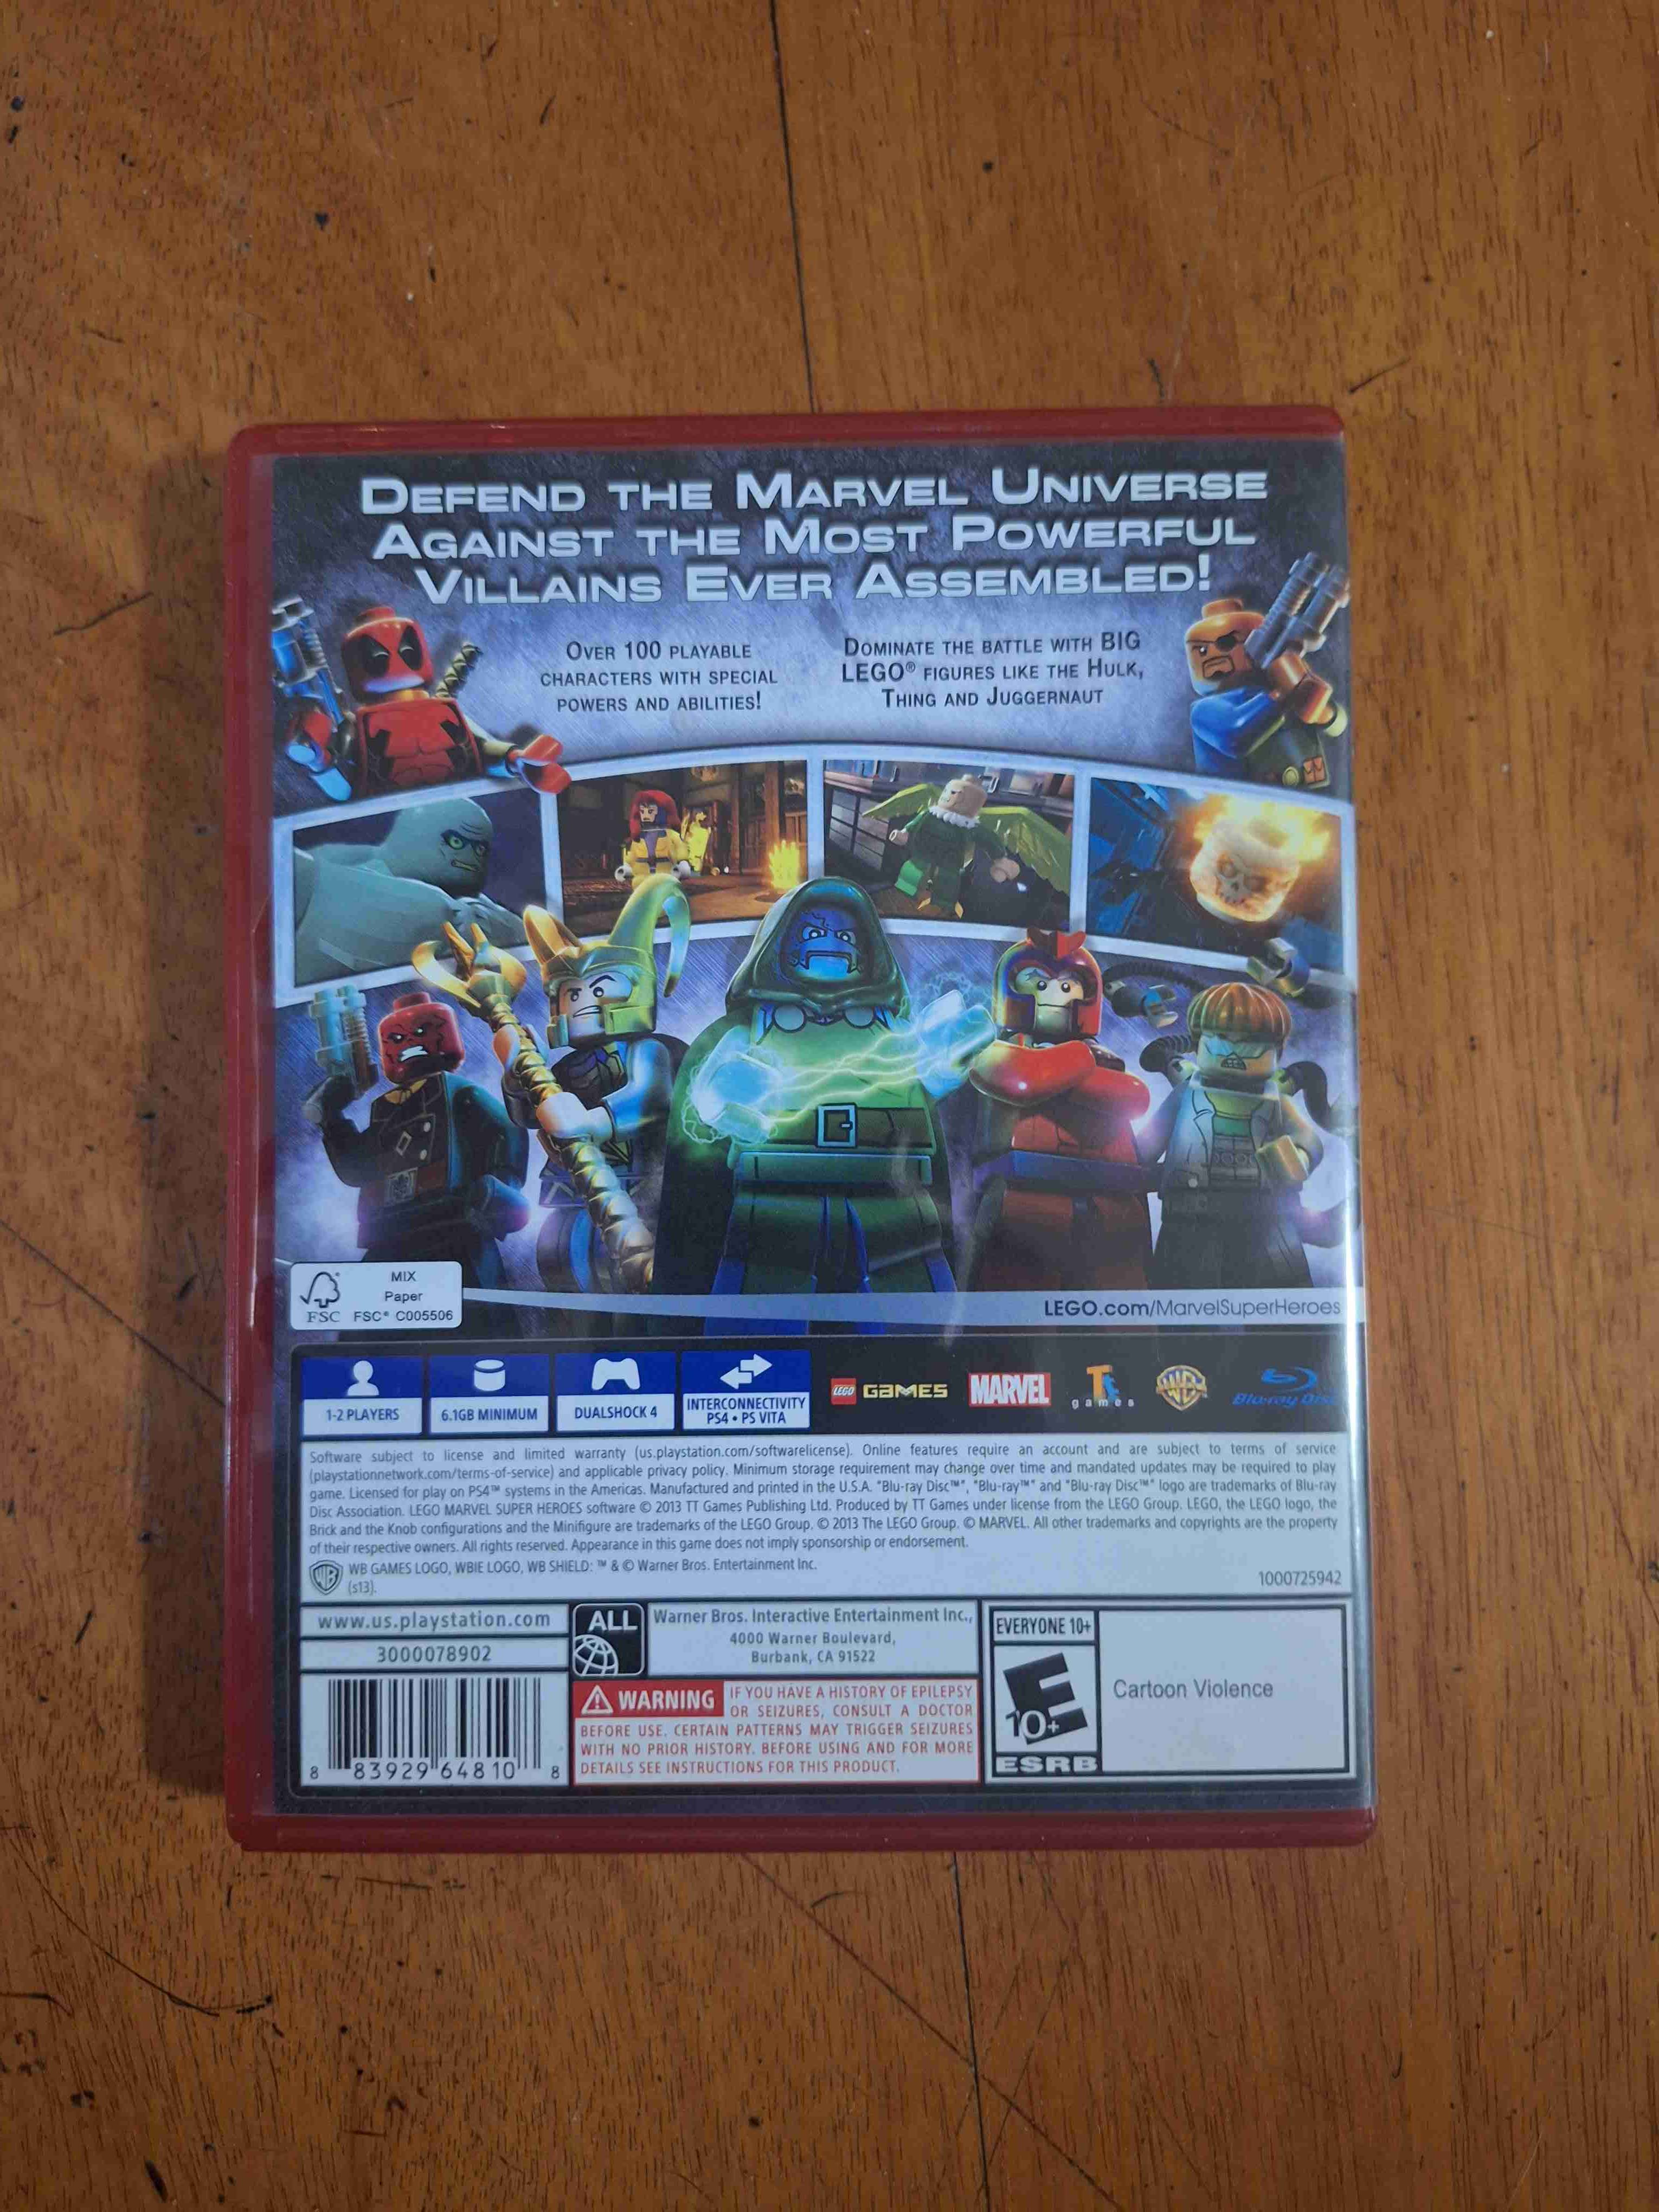 DEFEND THE MARVEL UNIVERSE
AGAINST THE MOST POWERFUL
VILLAINS EVER ASSEMBLED!
OVER 100 PLAYABLE
CHARACTERS WITH SPECIAL
POWERS AND ABILITIES!
DOMINATE THE BATTLE WITH BIG
LEGO® FIGURES LIKE THE HULK,
THING AND JUGGERNAUT
MIX
Paper
FSC® C005506
FSC
LEGO.com/MarvelSuperHeroes
1-2 PLAYERS
6.1GB MINIMUM
DUALSHOCK 4
INTERCONNECTIVITY
PS4 • PS VITA
LEGO GAMES
MARVEL
TT games
WB
Blu-ray Disc
Software subject to license and limited warranty (us.playstation.com/softwarelicense). Online features require an account and are subject to terms of service
(playstationnetwork.com/terms-of-service) and applicable privacy policy. Minimum storage requirement may change over time and mandated updates may be required to play
game. Licensed for play on PS4™ systems in the Americas. Manufactured and printed in the U.S.A. "Blu-ray Disc™", "Blu-ray™" and "Blu-ray Disc™" logo are trademarks of Blu-ray
Disc Association. LEGO MARVEL SUPER HEROES software © 2013 TT Games Publishing Ltd. Produced by TT Games under license from the LEGO Group. LEGO, the LEGO logo, the
Brick and the Knob configurations and the Minifigure are trademarks of the LEGO Group. © 2013 The LEGO Group. © MARVEL. All other trademarks and copyrights are the property
of their respective owners. All rights reserved. Appearance in this game does not imply sponsorship or endorsement.
WB GAMES LOGO, WBIE LOGO, WB SHIELD: ™ & © Warner Bros. Entertainment Inc.
(s13).
1000725942
www.us.playstation.com
3000078902
8 83929 64810 8
ALL
Warner Bros. Interactive Entertainment Inc.,
4000 Warner Boulevard,
Burbank, CA 91522
WARNING IF YOU HAVE A HISTORY OF EPILEPSY
OR SEIZURES, CONSULT A DOCTOR
BEFORE USE. CERTAIN PATTERNS MAY TRIGGER SEIZURES
WITH NO PRIOR HISTORY. BEFORE USING AND FOR MORE
DETAILS SEE INSTRUCTIONS FOR THIS PRODUCT.
EVERYONE 10+
E
10+
ESRB
Cartoon Violence